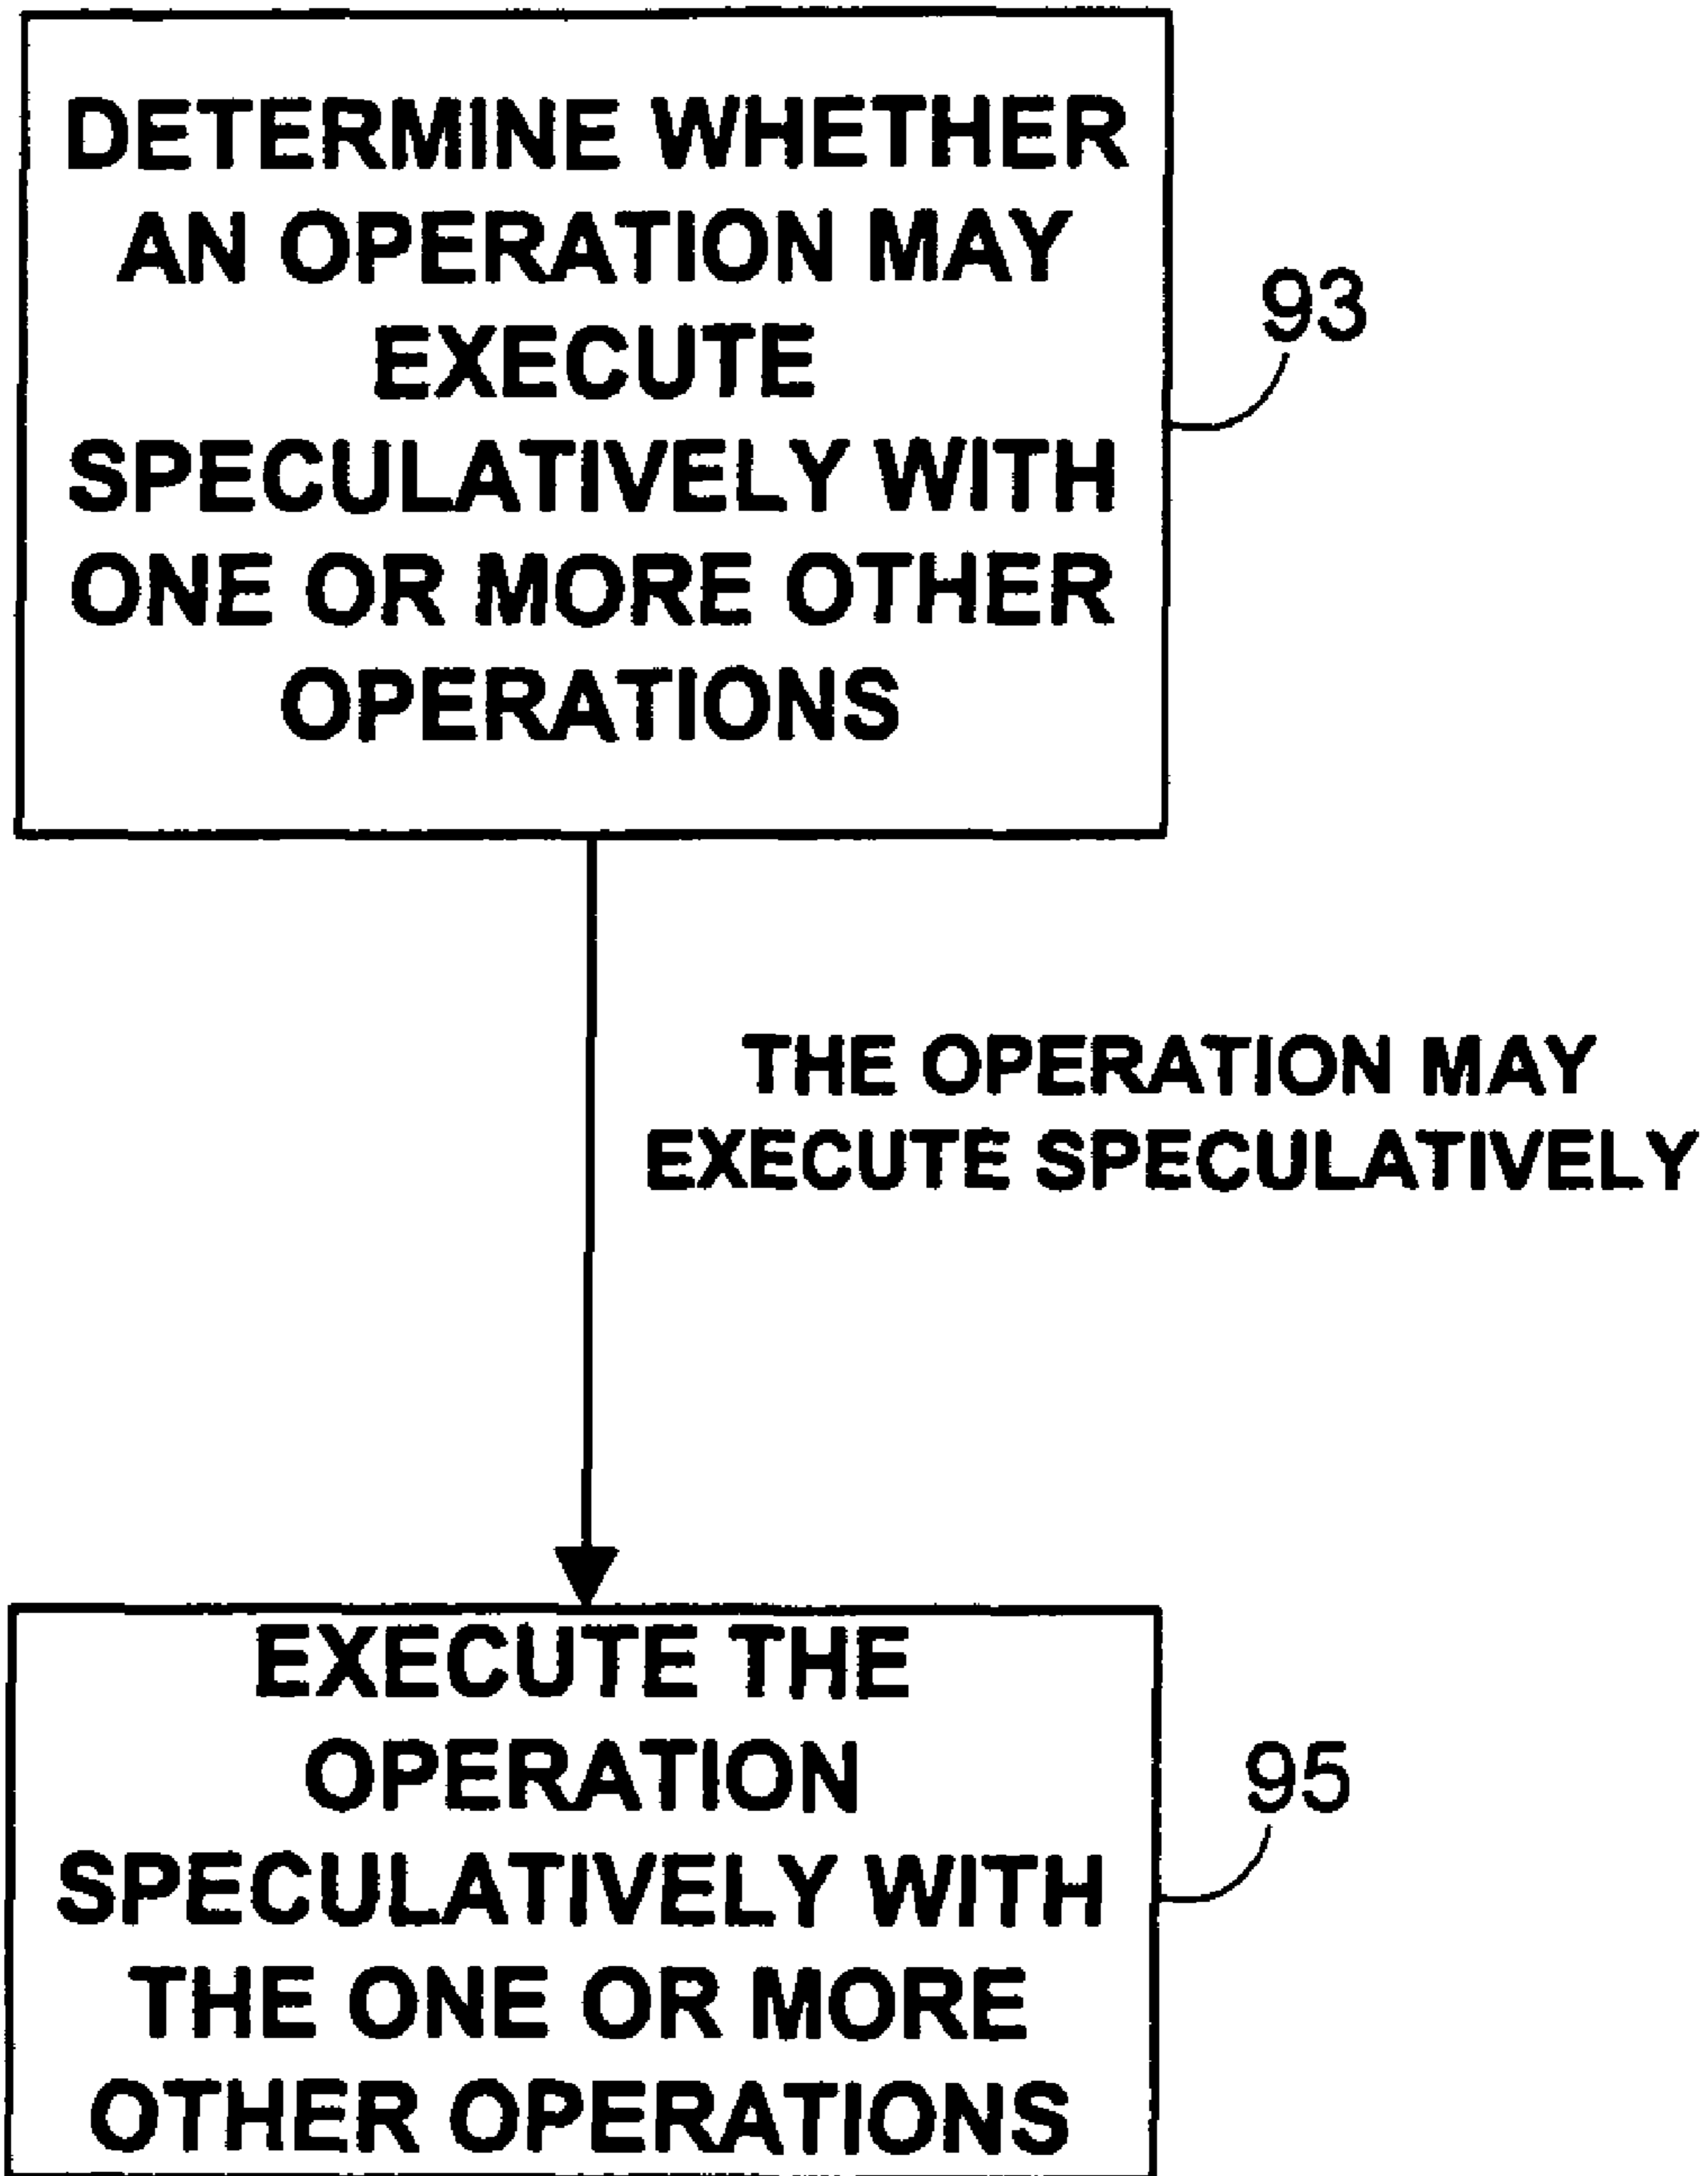 DETERMINE WHETHER
AN OPERATION MAY
EXECUTE
SPECULATIVELY WITH
ONE OR MORE OTHER
OPERATIONS
93
THE OPERATION MAY
EXECUTE SPECULATIVELY
EXECUTE THE
OPERATION
SPECULATIVELY WITH
THE ONE OR MORE
OTHER OPERATIONS
95